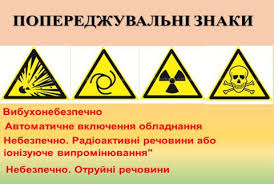 ПОПЕРЕДЖУВАЛЬНІ ЗНАКИ
Вибухонебезпечно
Автоматичне включення обладнання
Небезпечно. Радіоактивні речовини або
іонізуюче випромінювання"
Небезпечно. Отруйні речовини